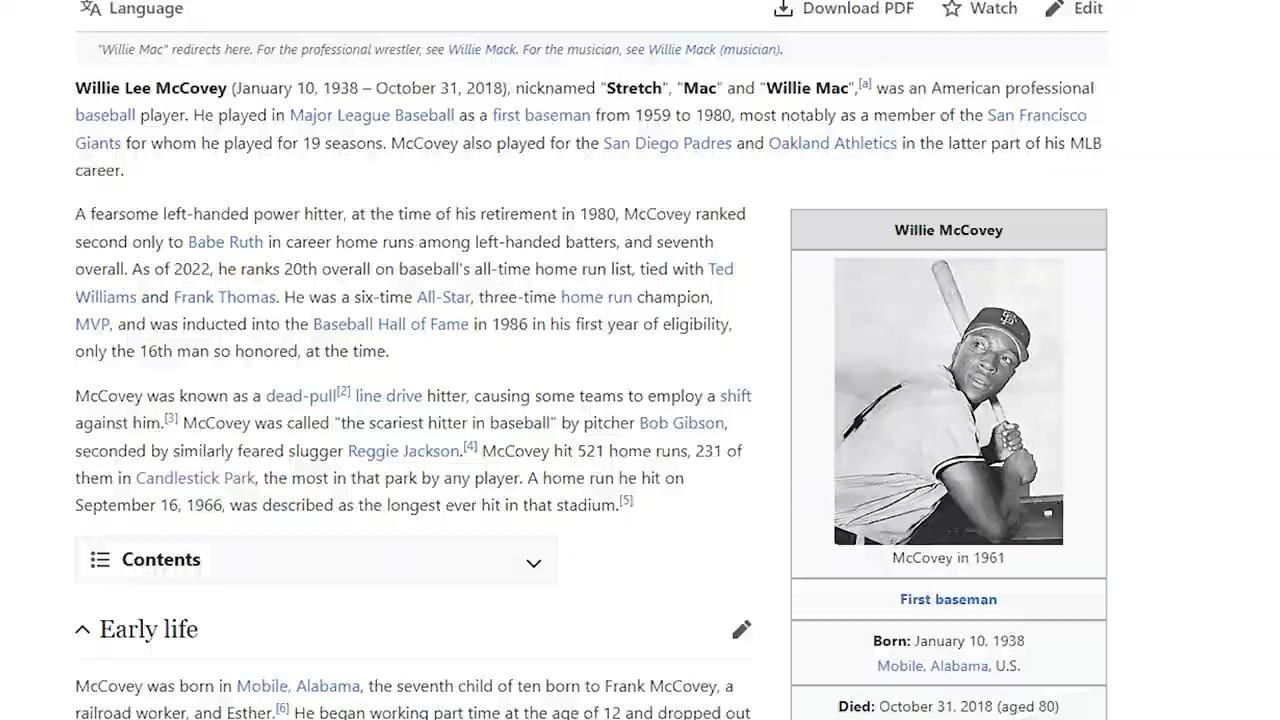 Language
Download PDF
Watch
Edit
"Willie Mac" redirects here. For the professional wrestler, see Willie Mack. For the musician, see Willie Mack (musician).
Willie Lee McCovey (January 10, 1938 – October 31, 2018), nicknamed "Stretch", "Mac" and "Willie Mac",[a] was an American professional
baseball player. He played in Major League Baseball as a first baseman from 1959 to 1980, most notably as a member of the San Francisco
Giants for whom he played for 19 seasons. McCovey also played for the San Diego Padres and Oakland Athletics in the latter part of his MLB
career.
A fearsome left-handed power hitter, at the time of his retirement in 1980, McCovey ranked
second only to Babe Ruth in career home runs among left-handed batters, and seventh
overall. As of 2022, he ranks 20th overall on baseball's all-time home run list, tied with Ted
Williams and Frank Thomas. He was a six-time All-Star, three-time home run champion,
MVP, and was inducted into the Baseball Hall of Fame in 1986 in his first year of eligibility,
only the 16th man so honored, at the time.
McCovey was known as a dead-pull[2] line drive hitter, causing some teams to employ a shift
against him.[3] McCovey was called "the scariest hitter in baseball" by pitcher Bob Gibson,
seconded by similarly feared slugger Reggie Jackson.[4] McCovey hit 521 home runs, 231 of
them in Candlestick Park, the most in that park by any player. A home run he hit on
September 16, 1966, was described as the longest ever hit in that stadium.[5]
Contents
Early life
McCovey was born in Mobile, Alabama, the seventh child of ten born to Frank McCovey, a
railroad worker, and Esther.[6] He began working part time at the age of 12 and dropped out
Willie McCovey
SF
McCovey in 1961
First baseman
Born: January 10, 1938
Mobile, Alabama, U.S.
Died: October 31, 2018 (aged 80)